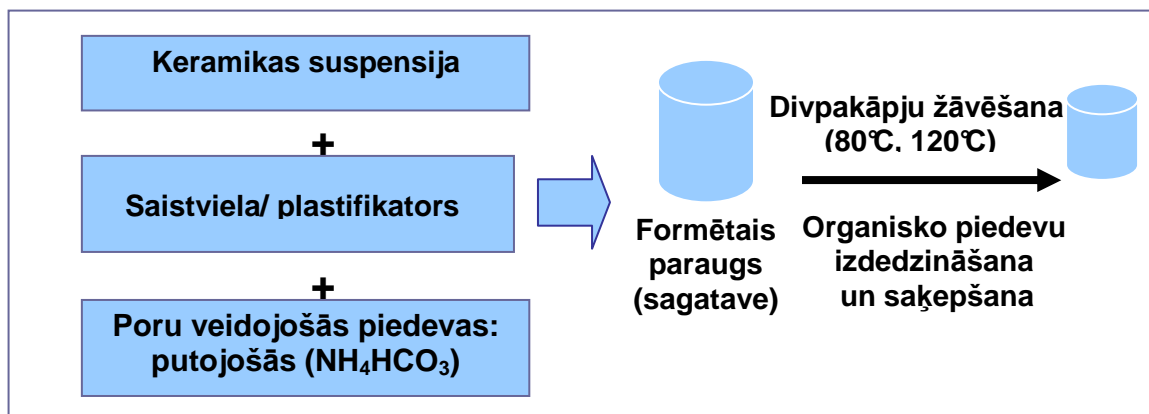 Keramikas suspensija
+
Saistviela/ plastifikators
+
Poru veidojošās piedevas:
putojošās (NH₄HCO₃)
Formētais
paraugs
(sagatave)
Divpakāpju žāvēšana
(80°C, 120°C)
Organisko piedevu
izdedzināšana
un saķepšana